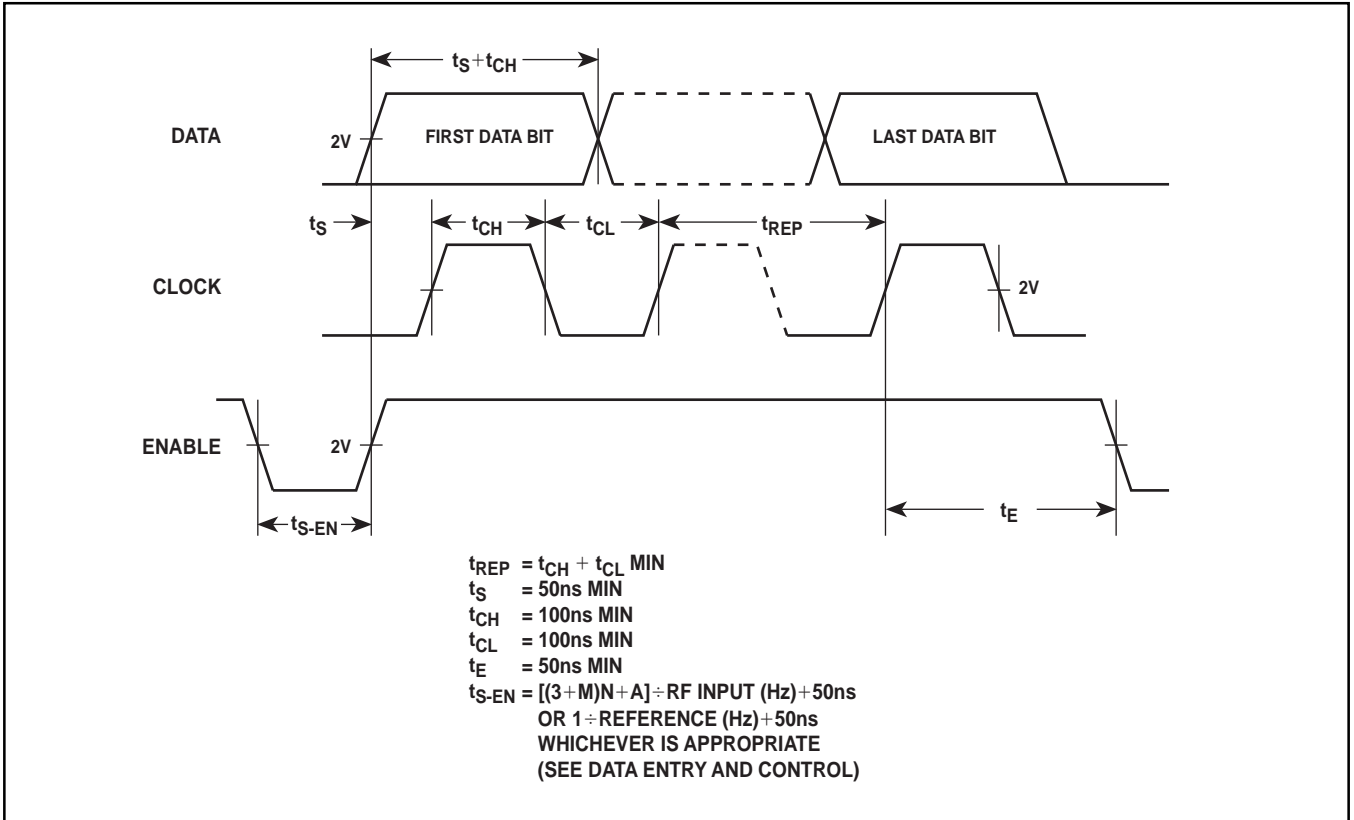 tS+tCH
DATA
2V
FIRST DATA BIT
LAST DATA BIT
tS
tCH
tCL
tREP
CLOCK
2V
ENABLE
2V
tS-EN
tE
tREP = tCH + tCL MIN
tS = 50ns MIN
tCH = 100ns MIN
tCL = 100ns MIN
tE = 50ns MIN
tS-EN = [(3+M)N+A]÷RF INPUT (Hz)+50ns
OR 1÷REFERENCE (Hz)+50ns
WHICHEVER IS APPROPRIATE
(SEE DATA ENTRY AND CONTROL)